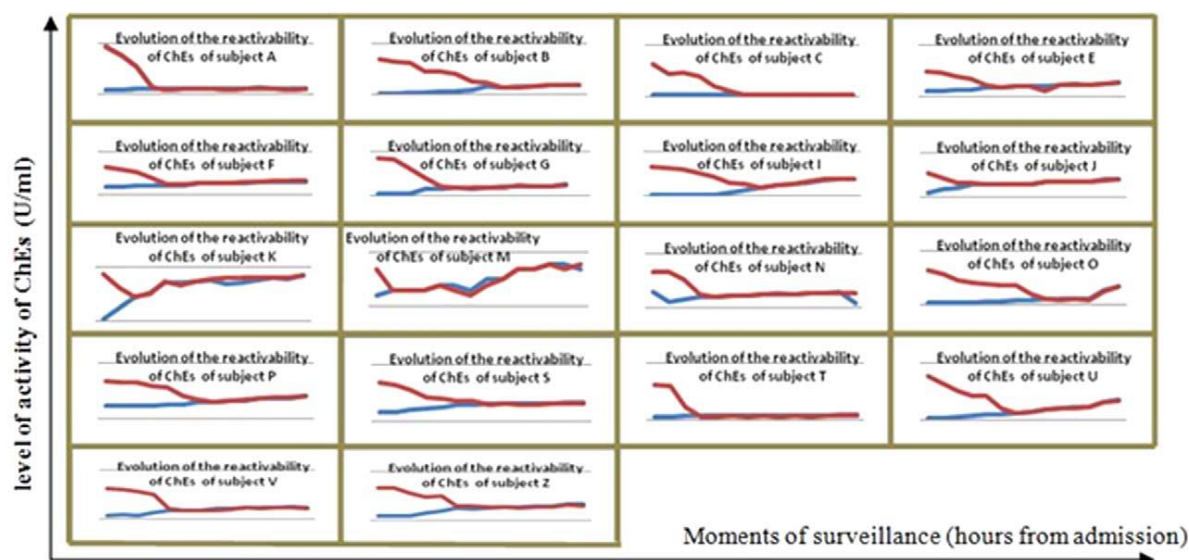 level of activity of ChEs (U/ml)
Evolution of the reactivability
of ChEs of subject A
Evolution of the reactivability
of ChEs of subject B
Evolution of the reactivability
of ChEs of subject C
Evolution of the reactivability
of ChEs of subject E
Evolution of the reactivability
of ChEs of subject F
Evolution of the reactivability
of ChEs of subject G
Evolution of the reactivability
of ChEs of subject I
Evolution of the reactivability
of ChEs of subject J
Evolution of the reactivability
of ChEs of subject K
Evolution of the reactivability
of ChEs of subject M
Evolution of the reactivability
of ChEs of subject N
Evolution of the reactivability
of ChEs of subject O
Evolution of the reactivability
of ChEs of subject P
Evolution of the reactivability
of ChEs of subject S
Evolution of the reactivability
of ChEs of subject T
Evolution of the reactivability
of ChEs of subject U
Evolution of the reactivability
of ChEs of subject V
Evolution of the reactivability
of ChEs of subject Z
Moments of surveillance (hours from admission)